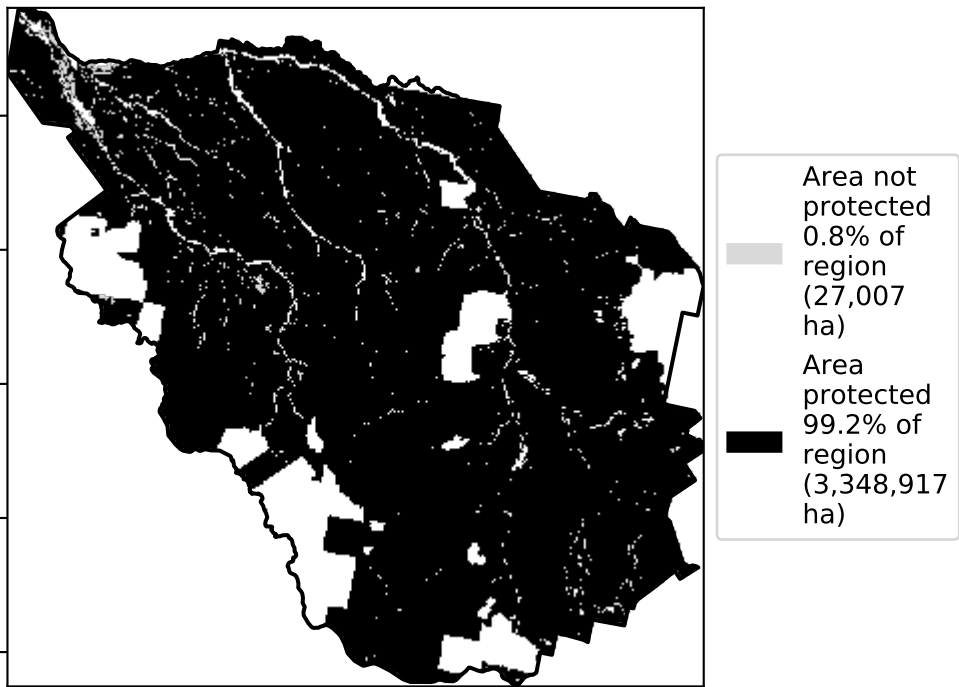 Area not
protected
0.8% of
region
(27,007
ha)
Area
protected
99.2% of
region
(3,348,917
ha)